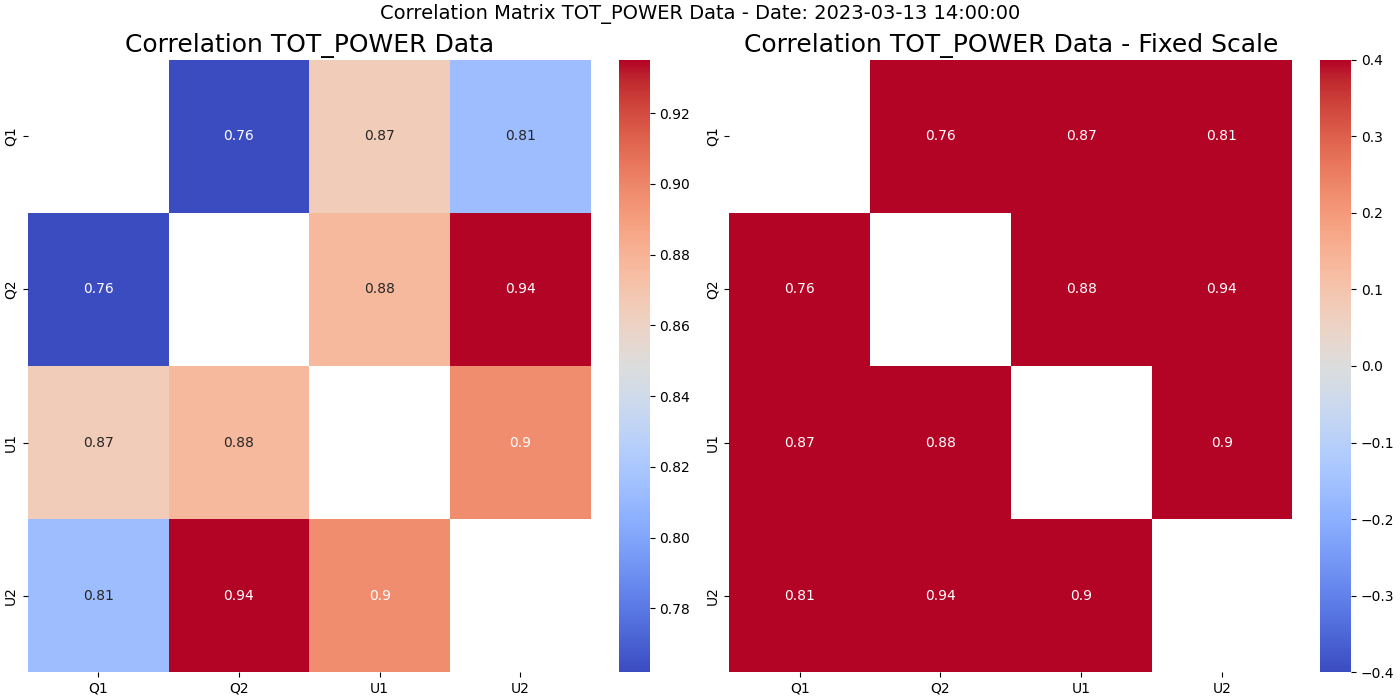 Correlation Matrix TOT_POWER Data - Date: 2023-03-13 14:00:00
Correlation TOT_POWER Data
Q1
0.76
0.87
0.81
Q2
0.76
0.88
0.94
U1
0.87
0.88
0.9
U2
0.81
0.94
0.9
Q1
Q2
U1
U2
0.92
0.90
0.88
0.86
0.84
0.82
0.80
0.78
Correlation TOT_POWER Data - Fixed Scale
Q1
0.76
0.87
0.81
Q2
0.76
0.88
0.94
U1
0.87
0.88
0.9
U2
0.81
0.94
0.9
Q1
Q2
U1
U2
0.4
0.3
0.2
0.1
0.0
−0.1
−0.2
−0.3
−0.4